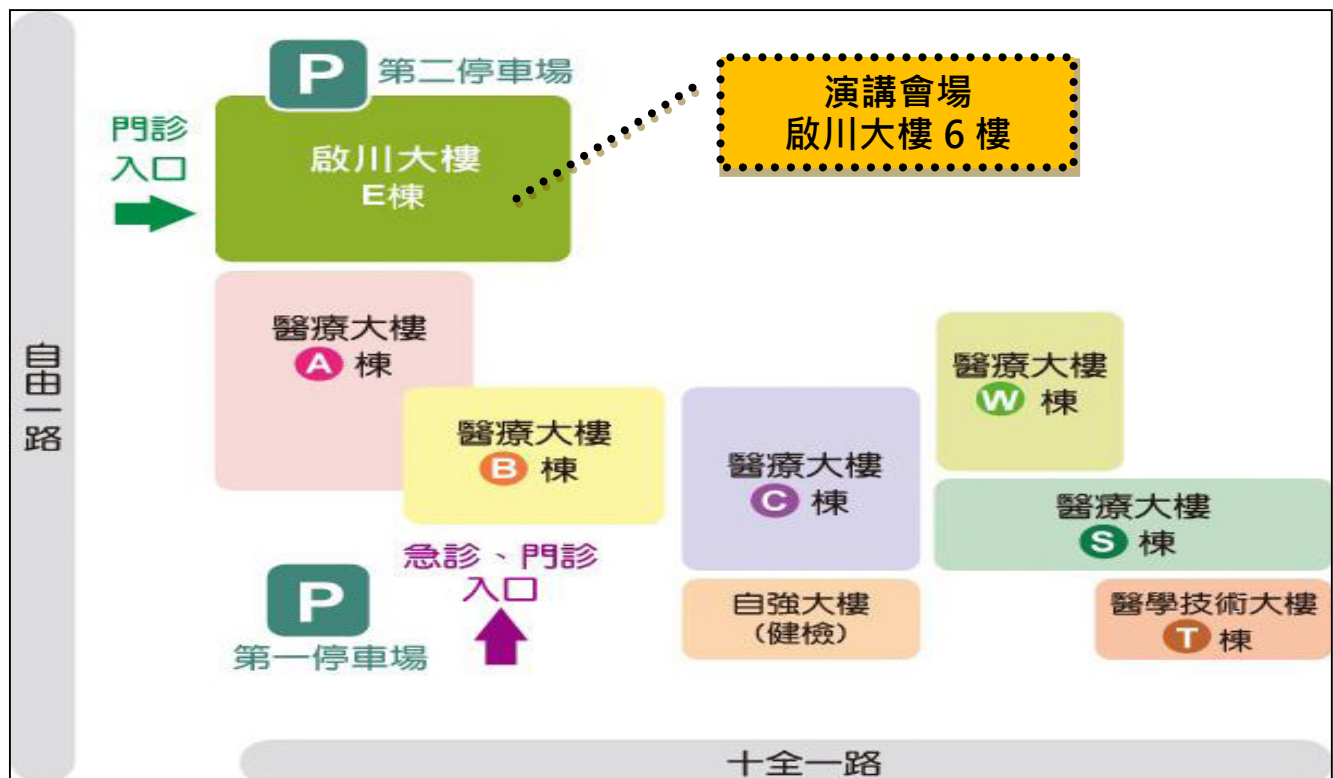 P 第二停車場
演講會場
啟川大樓 6 樓
門診
入口
啟川大樓
E棟
自由一路
醫療大樓
A 棟
醫療大樓
B 棟
醫療大樓
C 棟
醫療大樓
W 棟
醫療大樓
S 棟
急診、門診
入口
P
第一停車場
自強大樓
(健檢)
醫學技術大樓
T 棟
十全一路